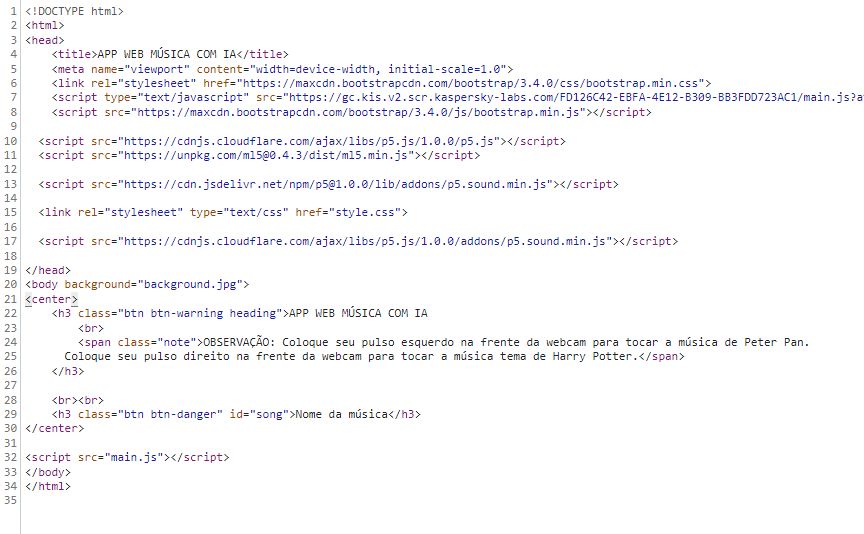 1 <!DOCTYPE html>
2 <html>
3 <head>
4 <title>APP WEB MÚSICA COM IA</title>
5 <meta name="viewport" content="width=device-width, initial-scale=1.0">
6 <link rel="stylesheet" href="https://maxcdn.bootstrapcdn.com/bootstrap/3.4.0/css/bootstrap.min.css">
7 <script type="text/javascript" src="https://gc.kis.v2.scr.kaspersky-labs.com/FD126C42-EBFA-4E12-B309-BB3FDD723AC1/main.js?a
8 <script src="https://maxcdn.bootstrapcdn.com/bootstrap/3.4.0/js/bootstrap.min.js"></script>
9
10 <script src="https://cdnjs.cloudflare.com/ajax/libs/p5.js/1.0.0/p5.js"></script>
11 <script src="https://unpkg.com/ml5@0.4.3/dist/ml5.min.js"></script>
12
13 <script src="https://cdn.jsdelivr.net/npm/p5@1.0.0/lib/addons/p5.sound.min.js"></script>
14
15 <link rel="stylesheet" type="text/css" href="style.css">
16
17 <script src="https://cdnjs.cloudflare.com/ajax/libs/p5.js/1.0.0/addons/p5.sound.min.js"></script>
18
19 </head>
20 <body background="background.jpg">
21 <center>
22 <h3 class="btn btn-warning heading">APP WEB MÚSICA COM IA
23 <br>
24 <span class="note">OBSERVAÇÃO: Coloque seu pulso esquerdo na frente da webcam para tocar a música de Peter Pan.
25 Coloque seu pulso direito na frente da webcam para tocar a música tema de Harry Potter.</span>
26 </h3>
27
28 <br><br>
29 <h3 class="btn btn-danger" id="song">Nome da música</h3>
30 </center>
31
32 <script src="main.js"></script>
33 </body>
34 </html>
35